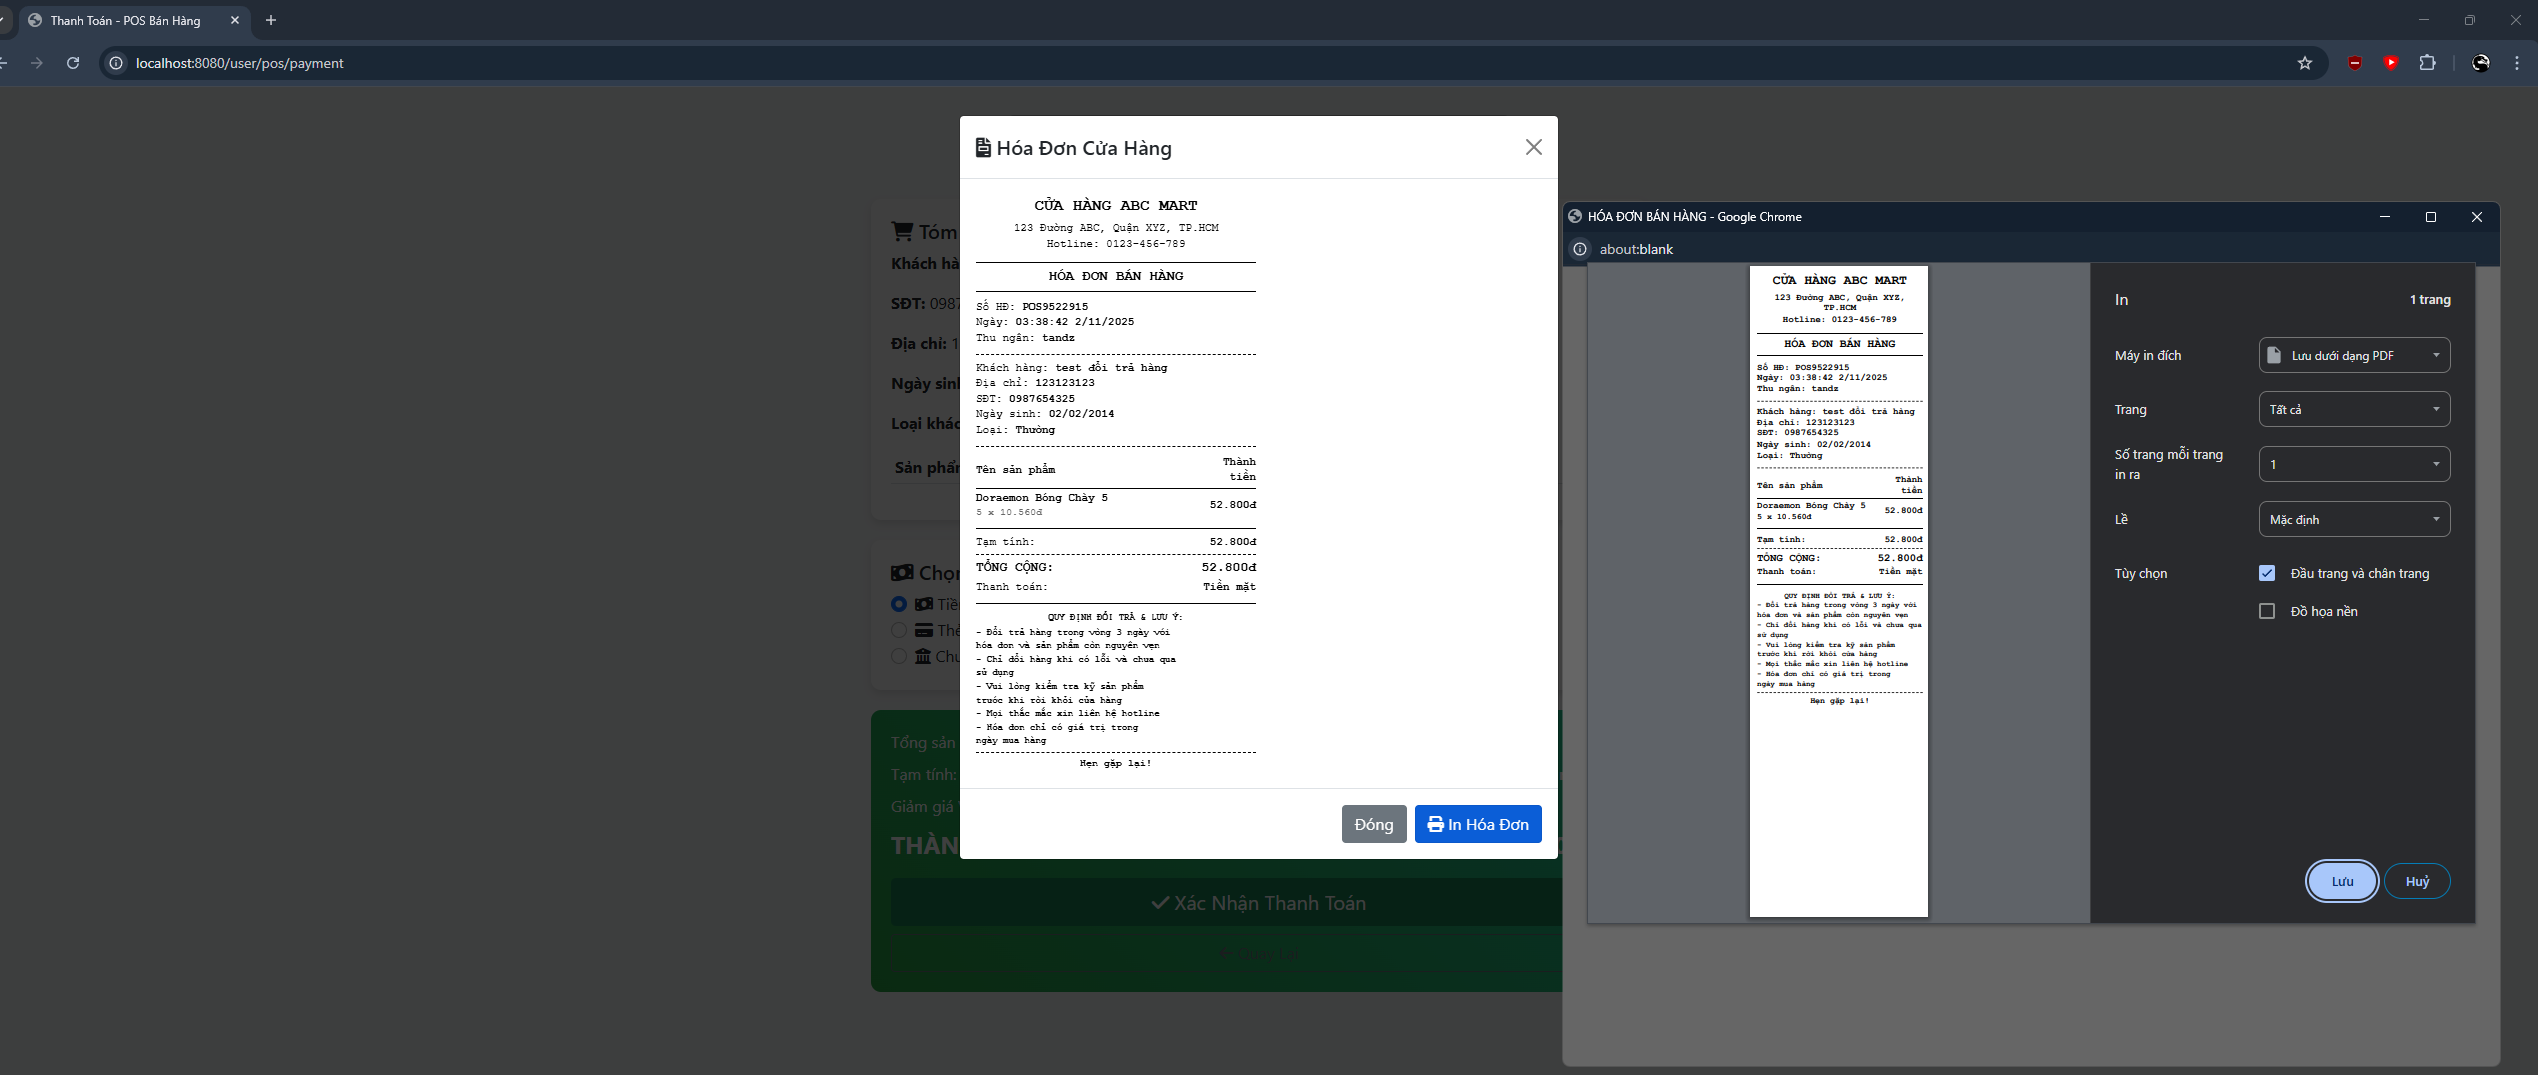 Thanh Toán - POS Bán Hàng
localhost:8080/user/pos/payment
Tóm
Khách hà
SĐT: 0987
Địa chỉ: 1
Ngày sinh
Loại khác
Sản phẩm
Chọn
Tiề
Thẻ
Chu
Tổng sản
Tạm tính:
Giảm giá
THÀN
Xác Nhận Thanh Toán
Quay Lại
Hóa Đơn Cửa Hàng
CỬA HÀNG ABC MART
123 Đường ABC, Quận XYZ, TP.HCM
Hotline: 0123-456-789
HÓA ĐƠN BÁN HÀNG
Số HĐ: POS9522915
Ngày: 03:38:42 2/11/2025
Thu ngân: tandz
Khách hàng: test đổi trả hàng
Địa chỉ: 123123123
SĐT: 0987654325
Ngày sinh: 02/02/2014
Loại: Thường
Tên sản phẩm Thành
tiền
Doraemon Bóng Chày 5 52.800đ
5 x 10.560đ
Tạm tính: 52.800đ
TỔNG CỘNG: 52.800đ
Thanh toán: Tiền mặt
QUY ĐỊNH ĐỔI TRẢ & LƯU Ý:
- Đổi trả hàng trong vòng 3 ngày với
hóa đơn và sản phẩm còn nguyên vẹn
- Chỉ đổi hàng khi có lỗi và chưa qua
sử dụng
- Vui lòng kiểm tra kỹ sản phẩm
trước khi rời khỏi cửa hàng
- Mọi thắc mắc xin liên hệ hotline
- Hóa đơn chỉ có giá trị trong
ngày mua hàng
Hẹn gặp lại!
Đóng
In Hóa Đơn
HÓA ĐƠN BÁN HÀNG - Google Chrome
about:blank
CỬA HÀNG ABC MART
123 Đường ABC, Quận XYZ,
TP.HCM
Hotline: 0123-456-789
HÓA ĐƠN BÁN HÀNG
Số HĐ: POS9522915
Ngày: 03:38:42 2/11/2025
Thu ngân: tandz
Khách hàng: test đổi trả hàng
Địa chỉ: 123123123
SĐT: 0987654325
Ngày sinh: 02/02/2014
Loại: Thường
Tên sản phẩm Thành
tiền
Doraemon Bóng Chày 5 52.800đ
5 x 10.560đ
Tạm tính: 52.800đ
TỔNG CỘNG: 52.800đ
Thanh toán: Tiền mặt
QUY ĐỊNH ĐỔI TRẢ & LƯU Ý:
- Đổi trả hàng trong vòng 3 ngày với
hóa đơn và sản phẩm còn nguyên vẹn
- Chỉ đổi hàng khi có lỗi và chưa qua
sử dụng
- Vui lòng kiểm tra kỹ sản phẩm
trước khi rời khỏi cửa hàng
- Mọi thắc mắc xin liên hệ hotline
- Hóa đơn chỉ có giá trị trong
ngày mua hàng
Hẹn gặp lại!
In 1 trang
Máy in đích Lưu dưới dạng PDF
Trang Tất cả
Số trang mỗi trang
in ra 1
Lề Mặc định
Tùy chọn Đầu trang và chân trang
Đồ họa nền
Lưu
Huỷ